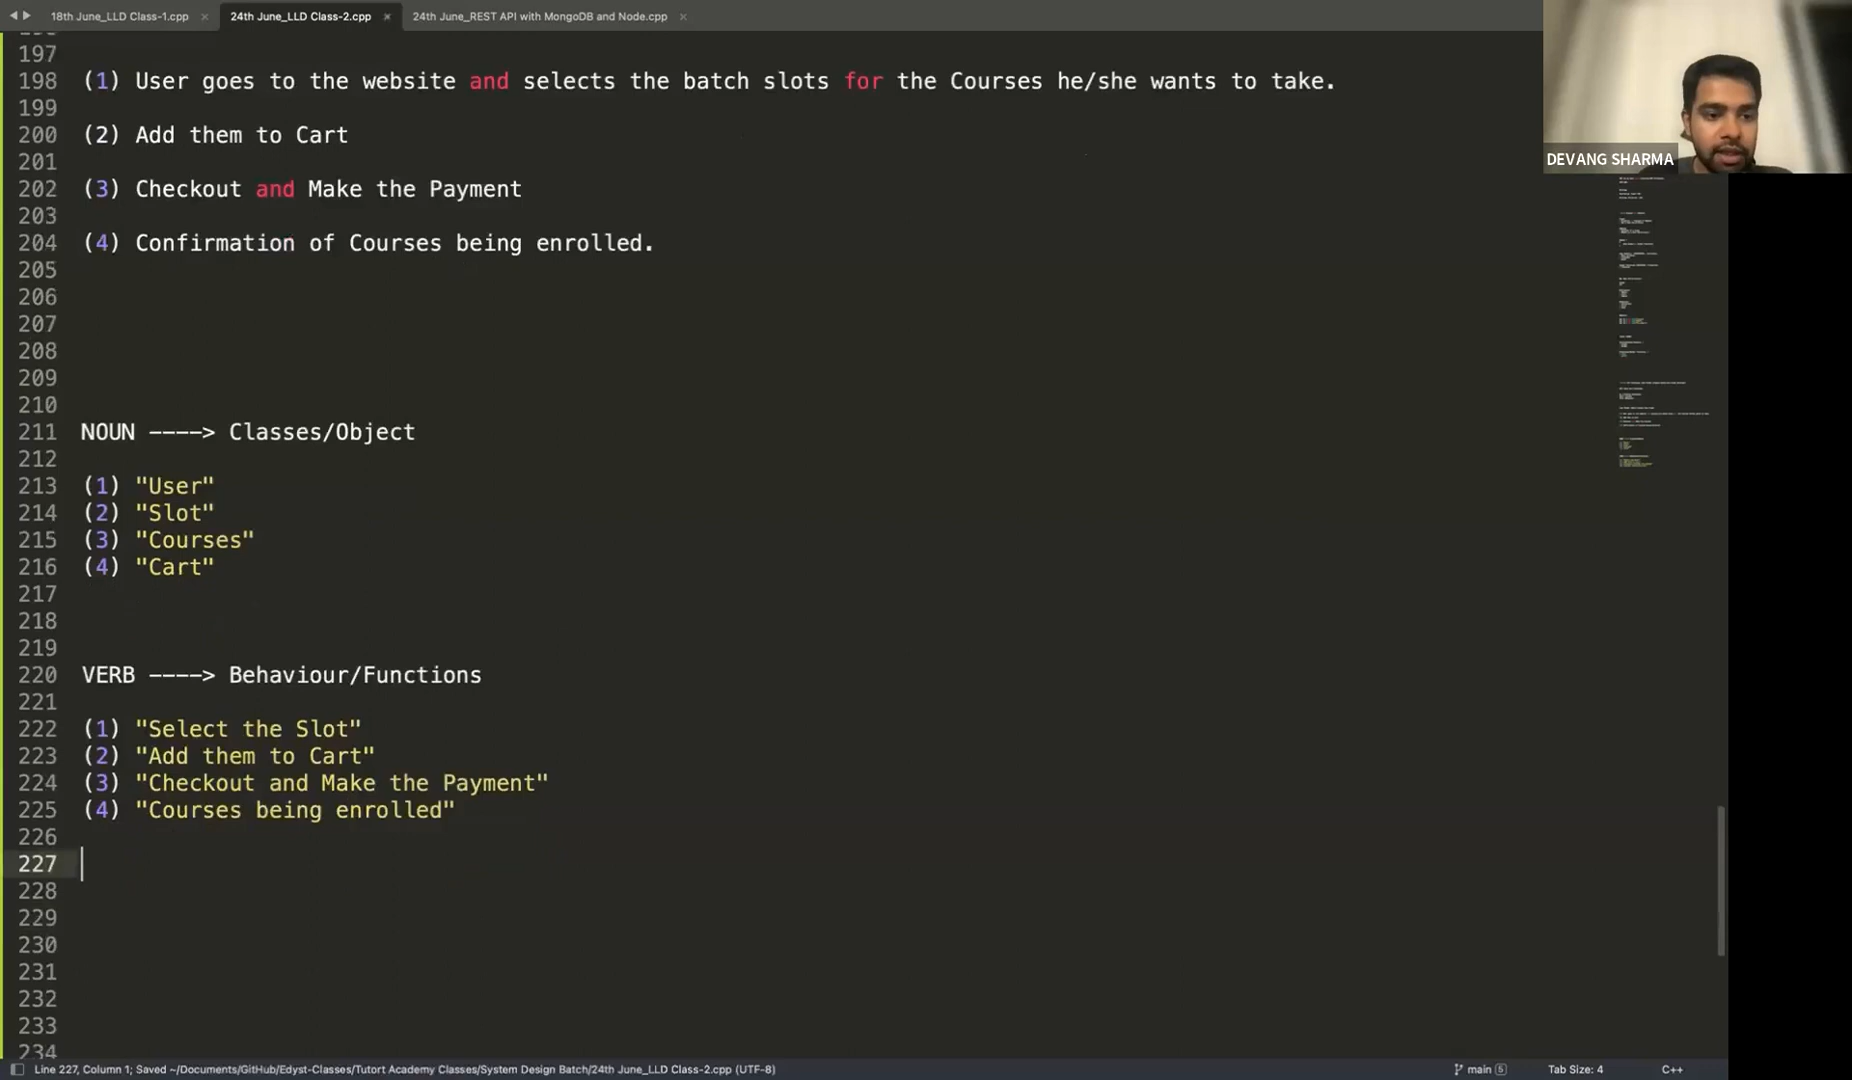 18th June_LLD Class-1.cpp ×
24th June_LLD Class-2.cpp ×
24th June_REST API with MongoDB and Node.cpp ×
DEVANG SHARMA
197
198 (1) User goes to the website and selects the batch slots for the Courses he/she wants to take.
199
200 (2) Add them to Cart
201
202 (3) Checkout and Make the Payment
203
204 (4) Confirmation of Courses being enrolled.
205
206
207
208
209
210
211 NOUN ----> Classes/Object
212
213 (1) "User"
214 (2) "Slot"
215 (3) "Courses"
216 (4) "Cart"
217
218
219
220 VERB ----> Behaviour/Functions
221
222 (1) "Select the Slot"
223 (2) "Add them to Cart"
224 (3) "Checkout and Make the Payment"
225 (4) "Courses being enrolled"
226
227
228
229
230
231
232
233
234
Line 227, Column 1; Saved ~/Documents/GitHub/Edyst-Classes/Tutort Academy Classes/System Design Batch/24th June_LLD Class-2.cpp (UTF-8)
main 5
Tab Size: 4
C++